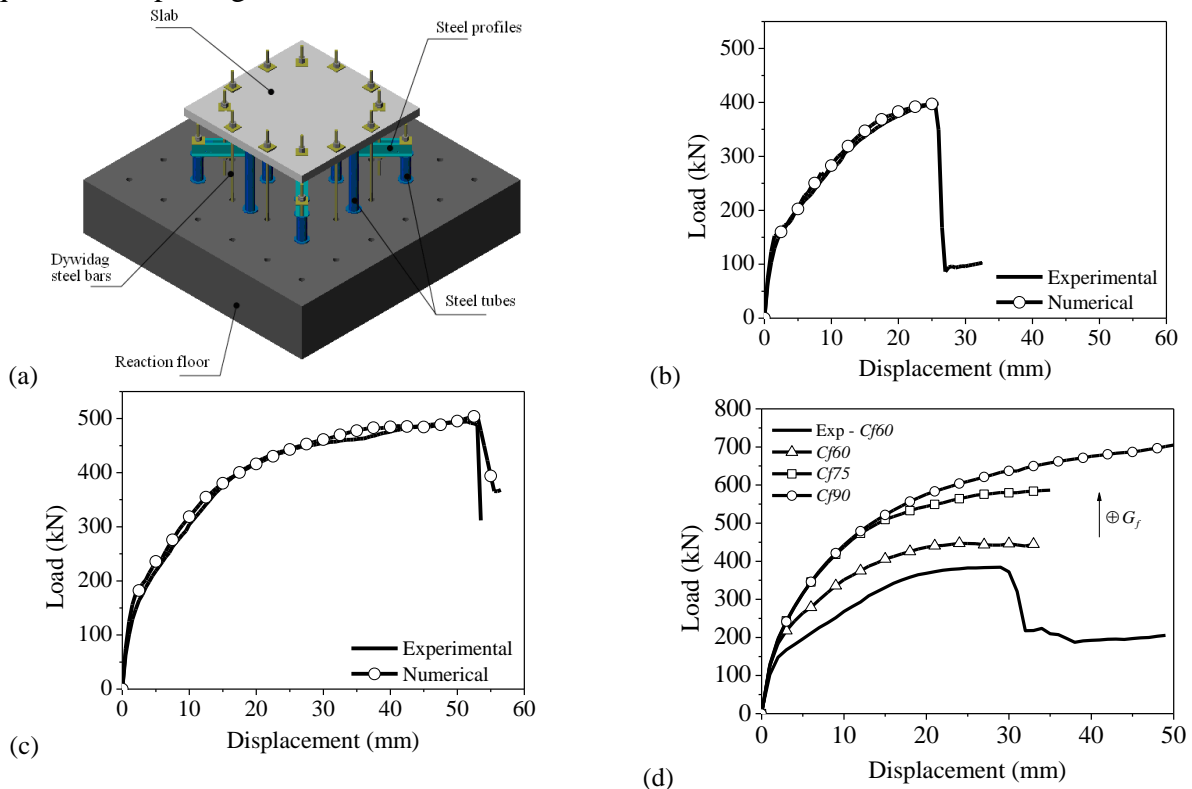 Slab
Steel profiles
Dywidag
steel bars
Steel tubes
Reaction floor
(a)
500
400
300
200
100
0
Load (kN)
Experimental
Numerical
0 10 20 30 40 50 60
Displacement (mm)
(b)
500
400
300
200
100
0
Load (kN)
Experimental
Numerical
0 10 20 30 40 50 60
Displacement (mm)
(c)
800
700
600
500
400
300
200
100
0
Load (kN)
Exp - Cf60
Cf60
Cf75
Cf90
⊕ G_f
0 10 20 30 40 50
Displacement (mm)
(d)